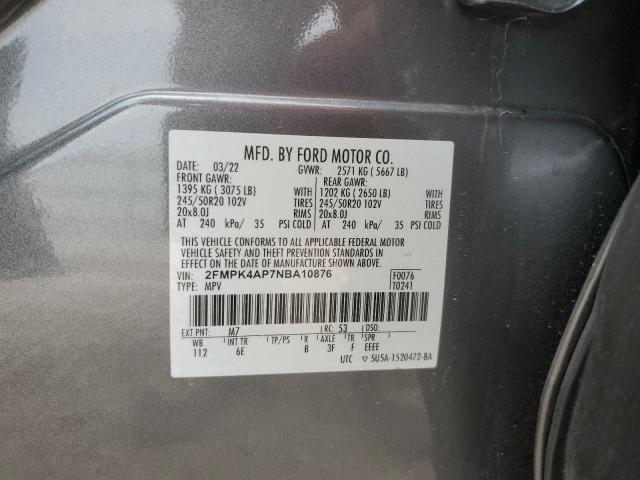 MFD. BY FORD MOTOR CO.
DATE: 03/22 GVWR: 2571 KG ( 5667 LB)
FRONT GAWR: REAR GAWR:
1395 KG ( 3075 LB) WITH 1202 KG ( 2650 LB) WITH
245/50R20 102V TIRES 245/50R20 102V TIRES
20x8.0J RIMS 20x8.0J RIMS
AT 240 kPa/ 35 PSI COLD AT 240 kPa/ 35 PSI COLD
THIS VEHICLE CONFORMS TO ALL APPLICABLE FEDERAL MOTOR
VEHICLE SAFETY AND THEFT PREVENTION STANDARDS IN
EFFECT ON THE DATE OF MANUFACTURE SHOWN ABOVE.
VIN: 2FMPK4AP7NBA10876 F0076
TYPE: MPV T0241
EXT PNT: M7 RC: 53 DSO:
WB INT TR TP/PS R AXLE TR SPR
112 6E B 3F F EEEE
UTC 5U5A-1520472-BA